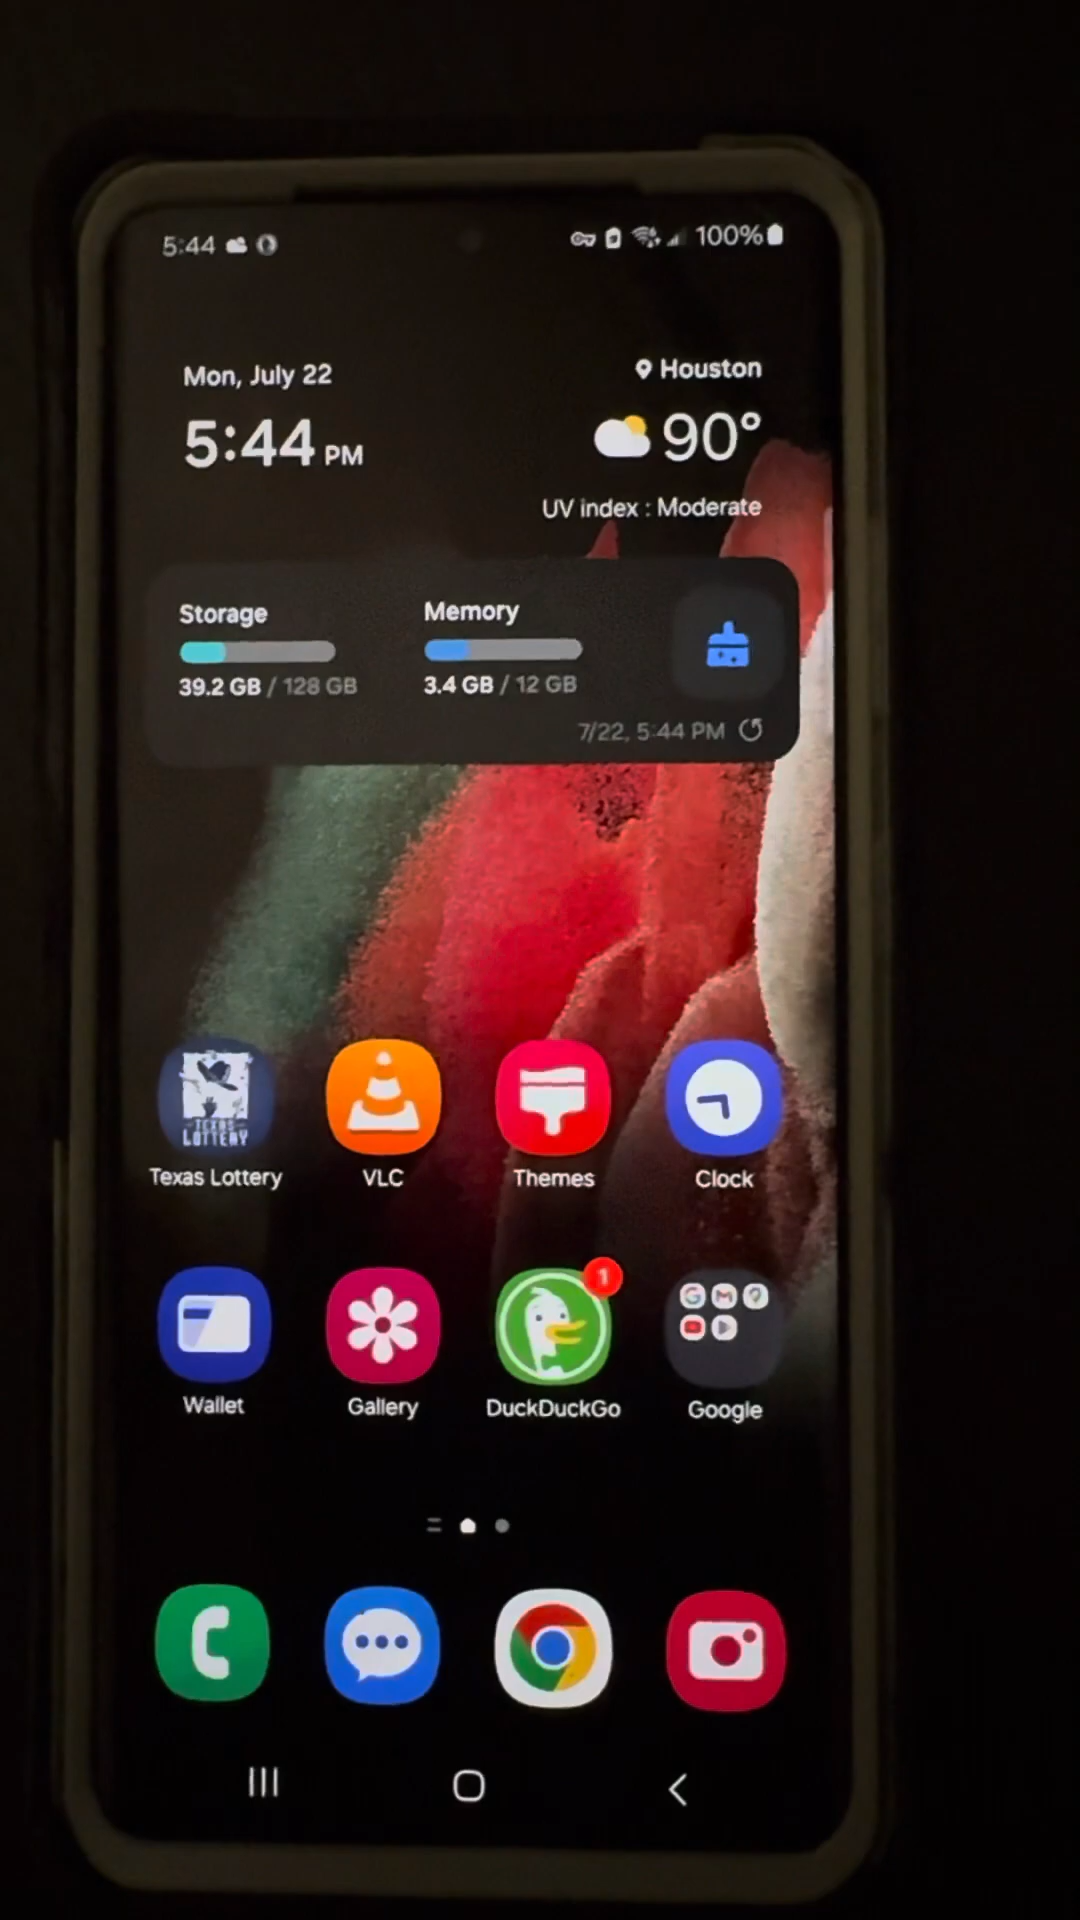 5:44
100%
Mon, July 22
Houston
5:44 PM
90°
UV index : Moderate
Storage
Memory
39.2 GB / 128 GB
3.4 GB / 12 GB
7/22, 5:44 PM
TEXAS
LOTTERY
Texas Lottery
VLC
Themes
Clock
1
Wallet
Gallery
DuckDuckGo
Google